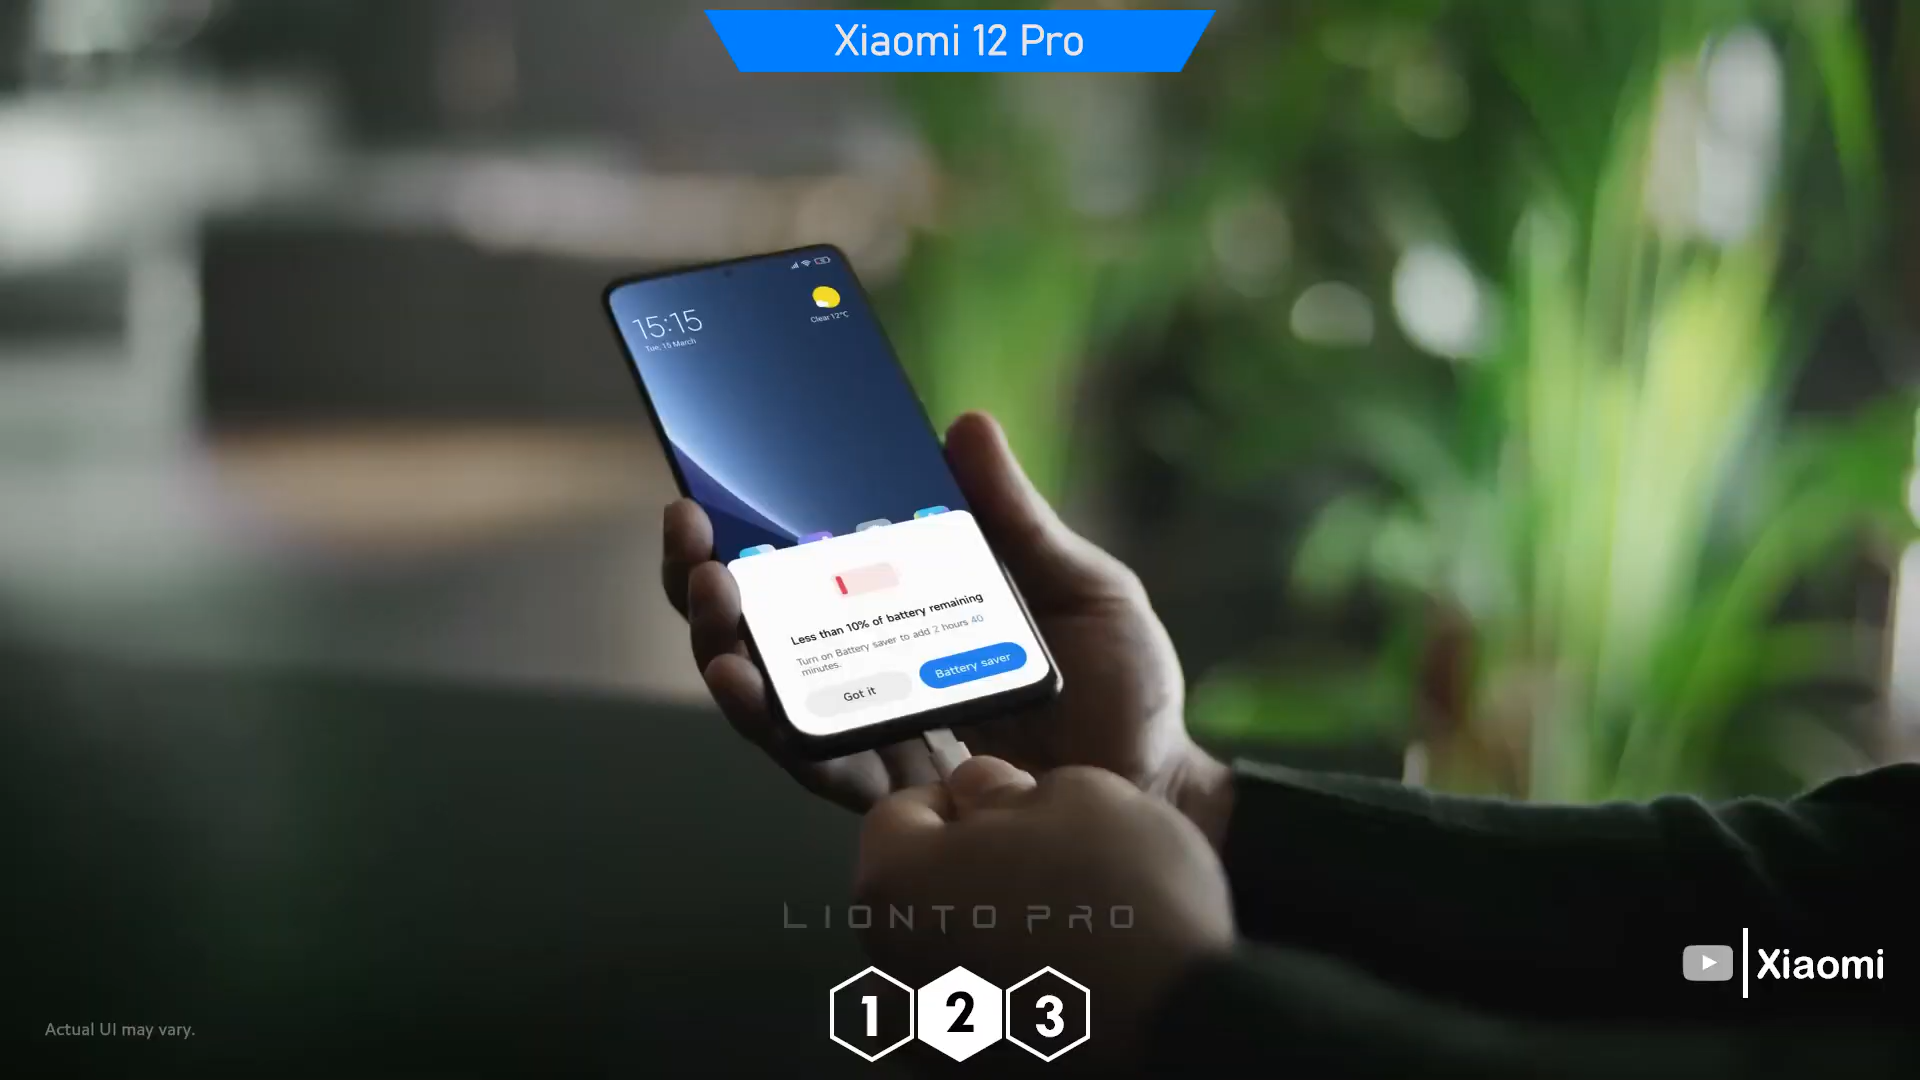 Xiaomi 12 Pro
15:15
Tue, 15 March
Clear 12°C
Less than 10% of battery remaining
Turn on Battery saver to add 2 hours 40
minutes.
Got it
Battery saver
LIONTO PRO
Xiaomi
1 2 3
Actual UI may vary.